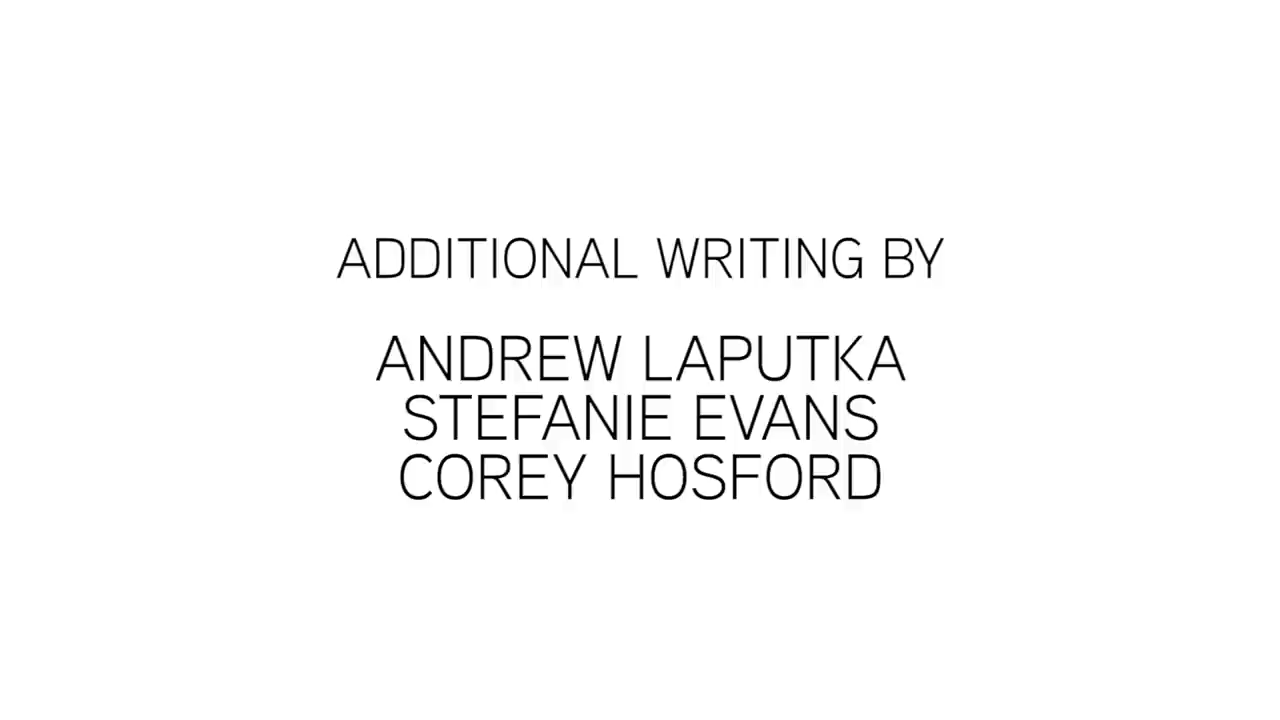 ADDITIONAL WRITING BY
ANDREW LAPUTKA
STEFANIE EVANS
COREY HOSFORD